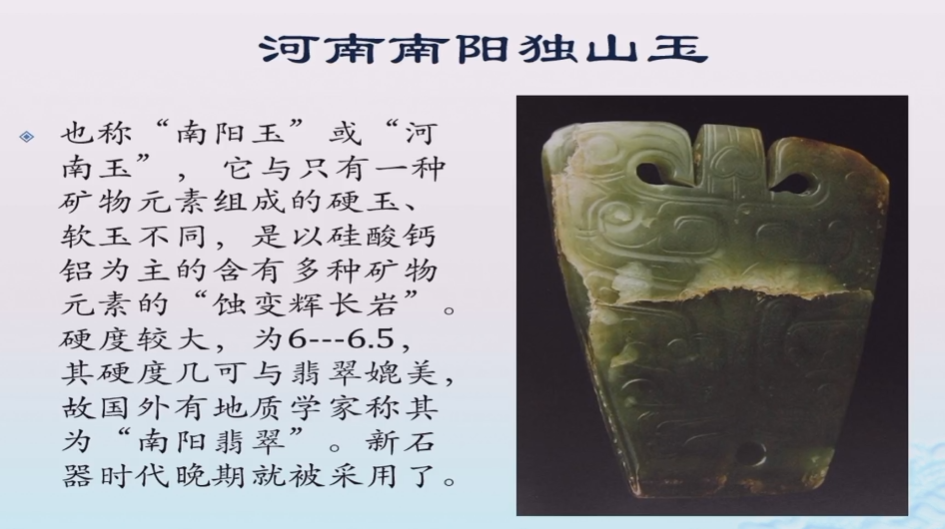 河南南阳独山玉
也称“南阳玉”或“河
南玉”，它与只有一种
矿物元素组成的硬玉、
软玉不同，是以硅酸钙
铝为主的含有多种矿物
元素的“蚀变辉长岩”。
硬度较大，为6---6.5，
其硬度几可与翡翠媲美，
故国外有地质学家称其
为“南阳翡翠”。新石
器时代晚期就被采用了。